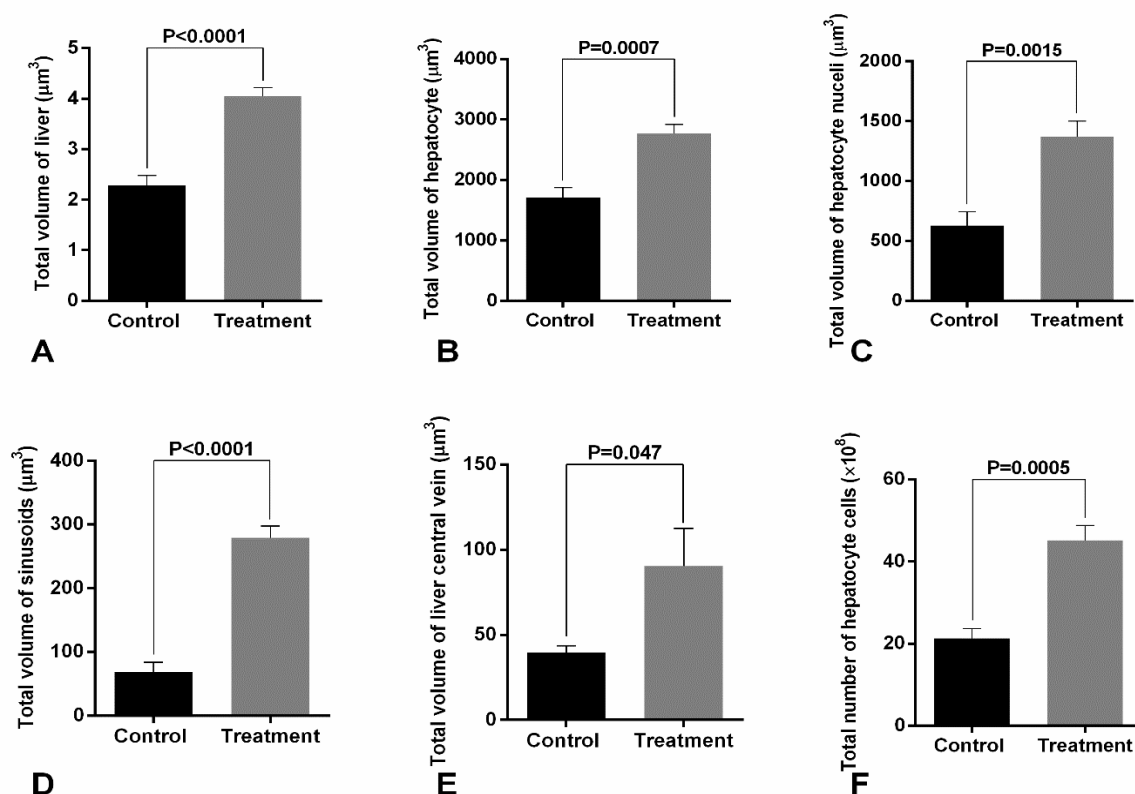 P<0.0001
Total volume of liver (μm³)
5
4
3
2
1
0
Control Treatment
A
P=0.0007
Total volume of hepatocyte (μm³)
4000
3000
2000
1000
0
Control Treatment
B
P=0.0015
Total volume of hepatocyte nuceli (μm³)
2000
1500
1000
500
0
Control Treatment
C
P<0.0001
Total volume of sinusoids (μm³)
400
300
200
100
0
Control Treatment
D
P=0.047
Total volume of liver central vein (μm³)
150
100
50
0
Control Treatment
E
P=0.0005
Total number of hepatocyte cells (×10⁸)
60
40
20
0
Control Treatment
F